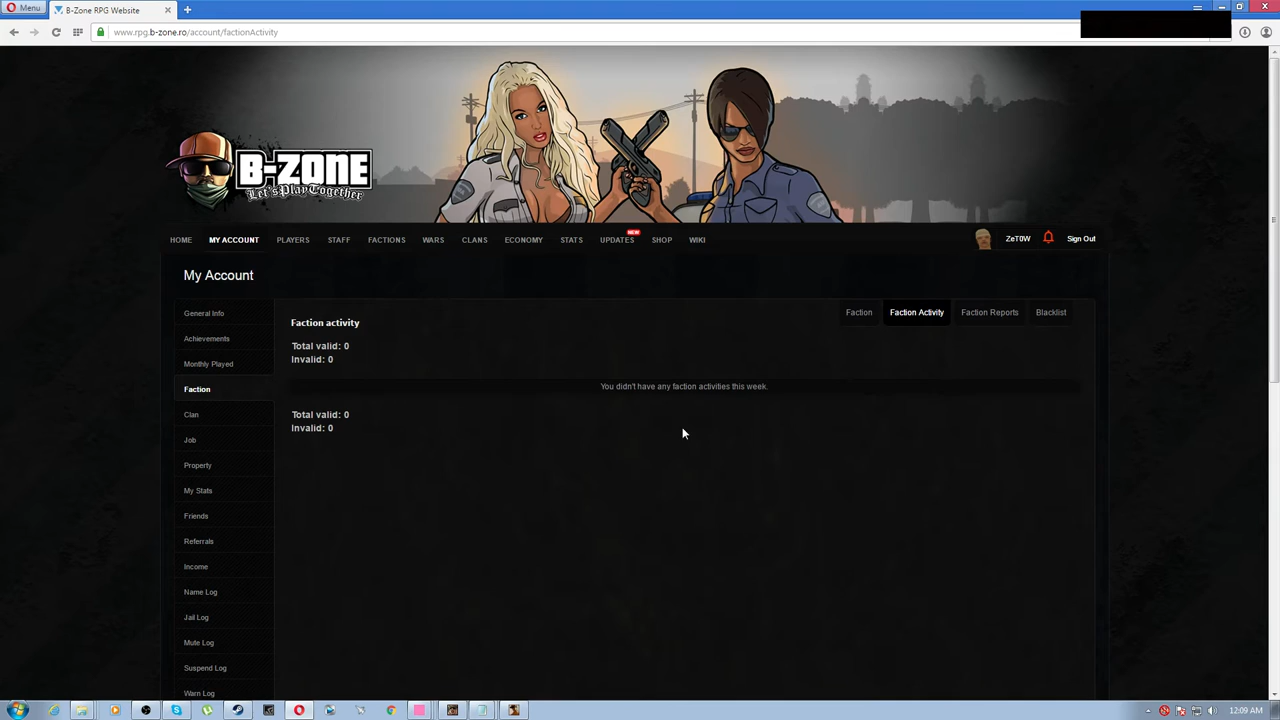 Menu
B-Zone RPG Website
www.rpg.b-zone.ro/account/factionActivity
B-ZONE
Let'sPlayTogether
HOME MY ACCOUNT PLAYERS STAFF FACTIONS WARS CLANS ECONOMY STATS UPDATES NEW SHOP WIKI ZeT0W Sign Out
My Account
General Info
Achievements
Monthly Played
Faction
Clan
Job
Property
My Stats
Friends
Referrals
Income
Name Log
Jail Log
Mute Log
Suspend Log
Warn Log
Faction Faction Activity Faction Reports Blacklist
Faction activity
Total valid: 0
Invalid: 0
You didn't have any faction activities this week.
Total valid: 0
Invalid: 0
12:09 AM